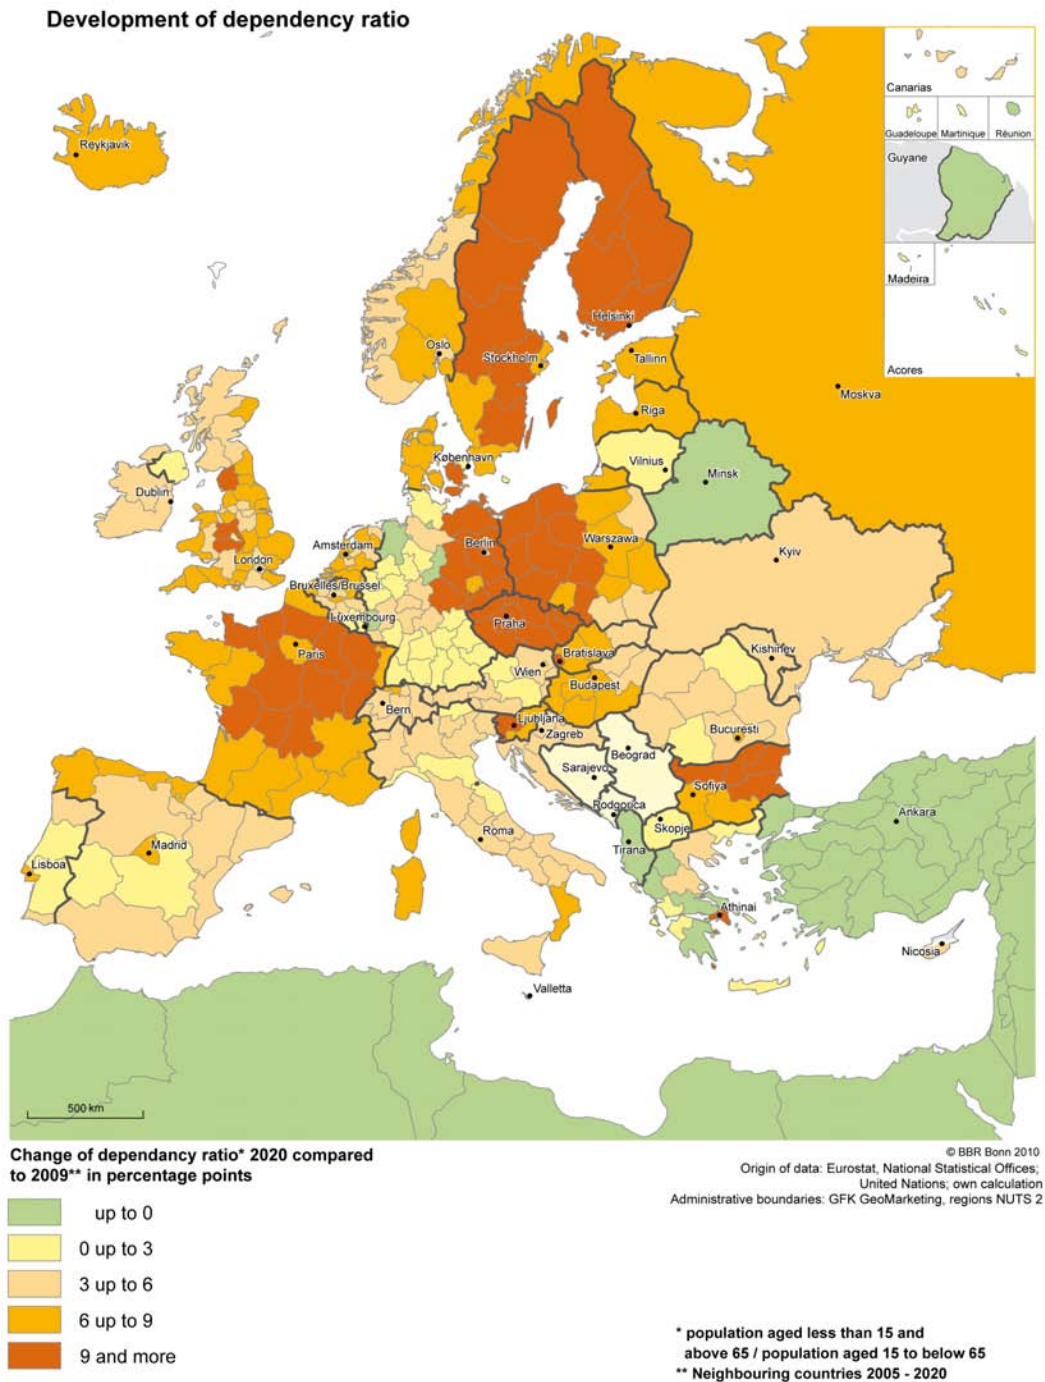 Development of dependency ratio
Canarias
Guadeloupe
Martinique
Réunion
Guyane
Madeira
Acores
Reykjavik
Oslo
Stockholm
Helsinki
Tallinn
Moskva
Riga
København
Vilnius
Minsk
Dublin
London
Amsterdam
Berlin
Warszawa
Kyiv
Bruxelles/Brussel
Luxembourg
Praha
Paris
Bratislava
Kishinev
Wien
Budapest
Bern
Ljubljana
Zagreb
Bucuresti
Beograd
Sarajevo
Sofiya
Podgorica
Skopje
Ankara
Madrid
Roma
Tirana
Lisboa
Athinai
Nicosia
Valletta
500 km
Change of dependancy ratio* 2020 compared
to 2009** in percentage points
up to 0
0 up to 3
3 up to 6
6 up to 9
9 and more
© BBR Bonn 2010
Origin of data: Eurostat, National Statistical Offices;
United Nations; own calculation
Administrative boundaries: GFK GeoMarketing, regions NUTS 2
* population aged less than 15 and
above 65 / population aged 15 to below 65
** Neighbouring countries 2005 - 2020